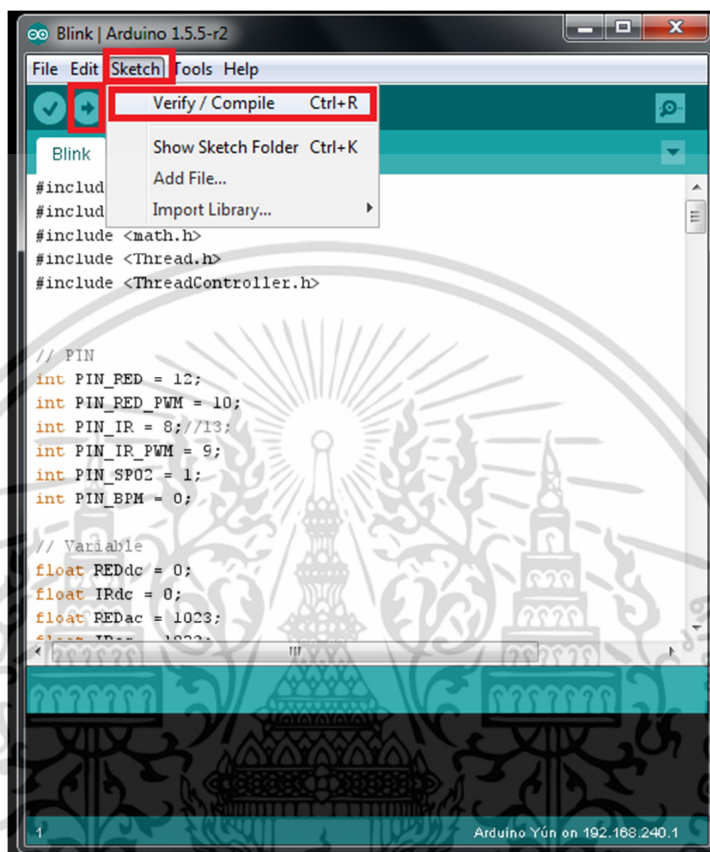 Blink | Arduino 1.5.5-r2
File Edit Sketch Tools Help
Verify / Compile Ctrl+R
Show Sketch Folder Ctrl+K
Add File...
Import Library...
Blink
#includ
#includ
#include <math.h>
#include <Thread.h>
#include <ThreadController.h>
// PIN
int PIN_RED = 12;
int PIN_RED_PWM = 10;
int PIN_IR = 8;//13;
int PIN_IR_PWM = 9;
int PIN_SPO2 = 1;
int PIN_BPM = 0;
// Variable
float REDdc = 0;
float IRdc = 0;
float REDac = 1023;
1
Arduino Yún on 192.168.240.1